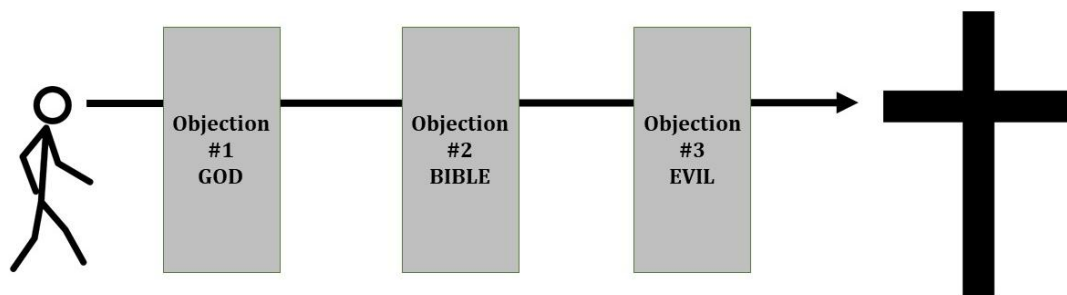 Objection
#1
GOD
Objection
#2
BIBLE
Objection
#3
EVIL